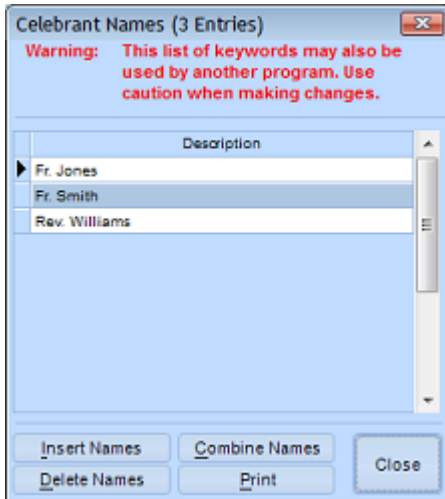 Celebrant Names (3 Entries)
Warning: This list of keywords may also be
used by another program. Use
caution when making changes.
Description
Fr. Jones
Fr. Smith
Rev. Williams
Insert Names Combine Names
Close
Delete Names Print